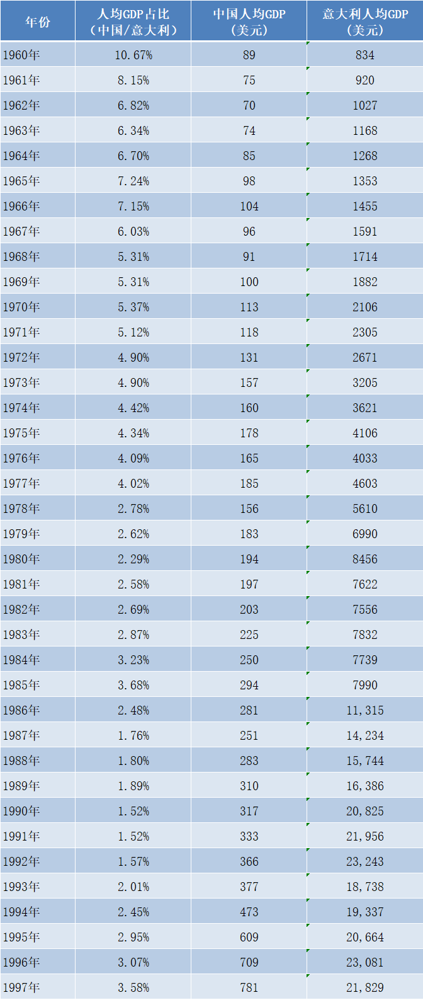 年份 人均GDP占比（中国/意大利） 中国人均GDP(美元) 意大利人均GDP(美元)
1960年 10.67% 89 834
1961年 8.15% 75 920
1962年 6.82% 70 1027
1963年 6.34% 74 1168
1964年 6.70% 85 1268
1965年 7.24% 98 1353
1966年 7.15% 104 1455
1967年 6.03% 96 1591
1968年 5.31% 91 1714
1969年 5.31% 100 1882
1970年 5.37% 113 2106
1971年 5.12% 118 2305
1972年 4.90% 131 2671
1973年 4.90% 157 3205
1974年 4.42% 160 3621
1975年 4.34% 178 4106
1976年 4.09% 165 4033
1977年 4.02% 185 4603
1978年 2.78% 156 5610
1979年 2.62% 183 6990
1980年 2.29% 194 8456
1981年 2.58% 197 7622
1982年 2.69% 203 7556
1983年 2.87% 225 7832
1984年 3.23% 250 7739
1985年 3.68% 294 7990
1986年 2.48% 281 11,315
1987年 1.76% 251 14,234
1988年 1.80% 283 15,744
1989年 1.89% 310 16,386
1990年 1.52% 317 20,825
1991年 1.52% 333 21,956
1992年 1.57% 366 23,243
1993年 2.01% 377 18,738
1994年 2.45% 473 19,337
1995年 2.95% 609 20,664
1996年 3.07% 709 23,081
1997年 3.58% 781 21,829